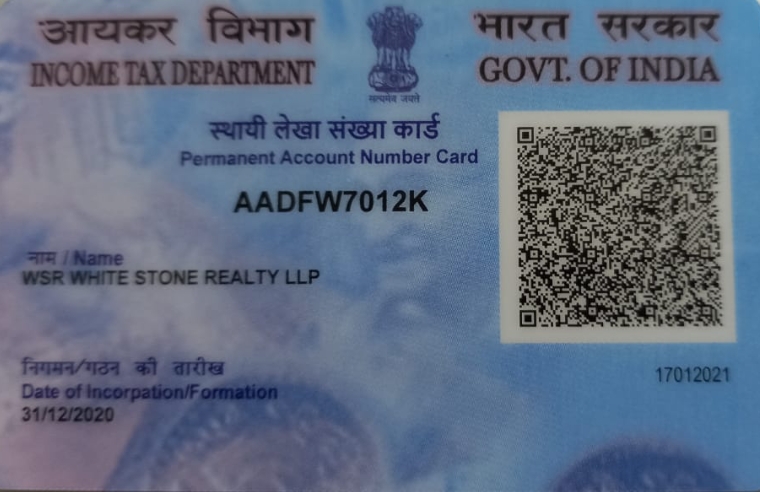 आयकर विभाग
INCOME TAX DEPARTMENT
सत्यमेव जयते
भारत सरकार
GOVT. OF INDIA
स्थायी लेखा संख्या कार्ड
Permanent Account Number Card
AADFW7012K
नाम / Name
WSR WHITE STONE REALTY LLP
निगमन/गठन की तारीख
Date of Incorpation/Formation
31/12/2020
17012021